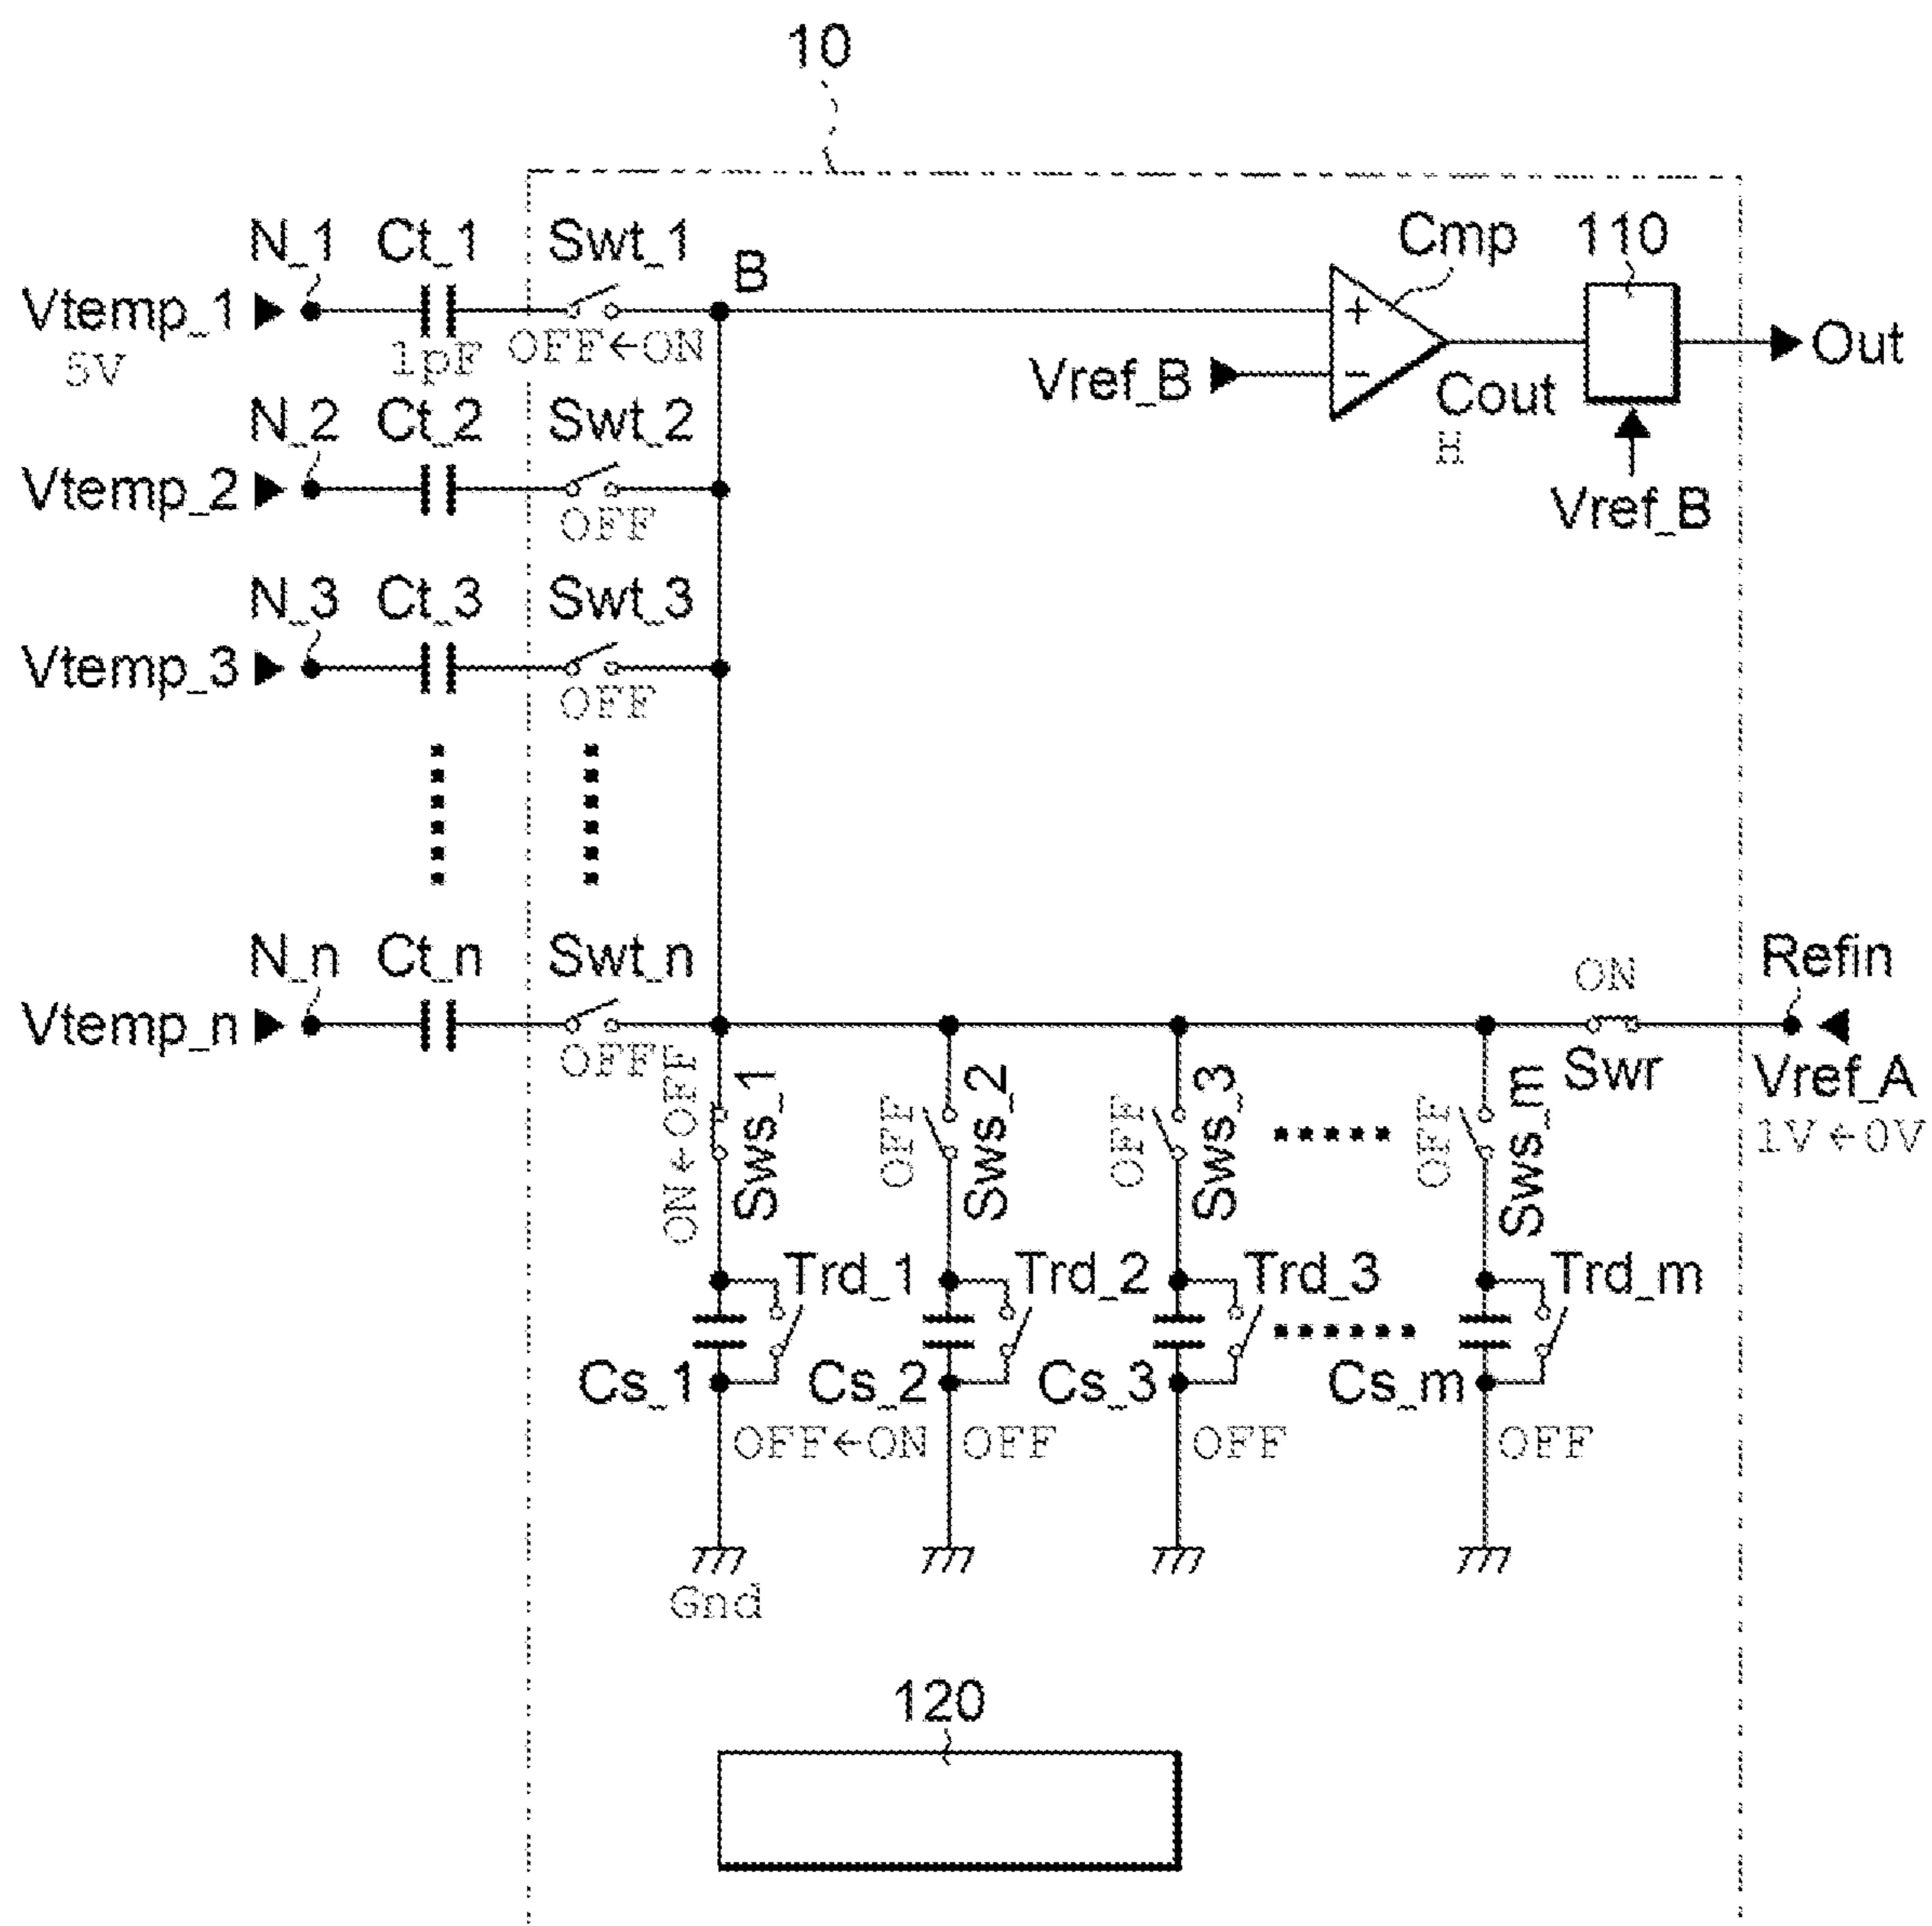 10
N_1 Ct_1 Swt_1 B Cmp 110
Vtemp_1 Out
5V 1pF OFF←ON Vref_B Cout
H
Vref_B
N_2 Ct_2 Swt_2
Vtemp_2
OFF
N_3 Ct_3 Swt_3
Vtemp_3
OFF
N_n Ct_n Swt_n ON Refin
Vtemp_n
OFF Swr Vref_A
1V←0V
ON←OFF Sws_1 OFF Sws_2 OFF Sws_3 OFF Sws_m
Trd_1 Trd_2 Trd_3 Trd_m
Cs_1 Cs_2 Cs_3 Cs_m
OFF←ON OFF OFF OFF
Gnd
120